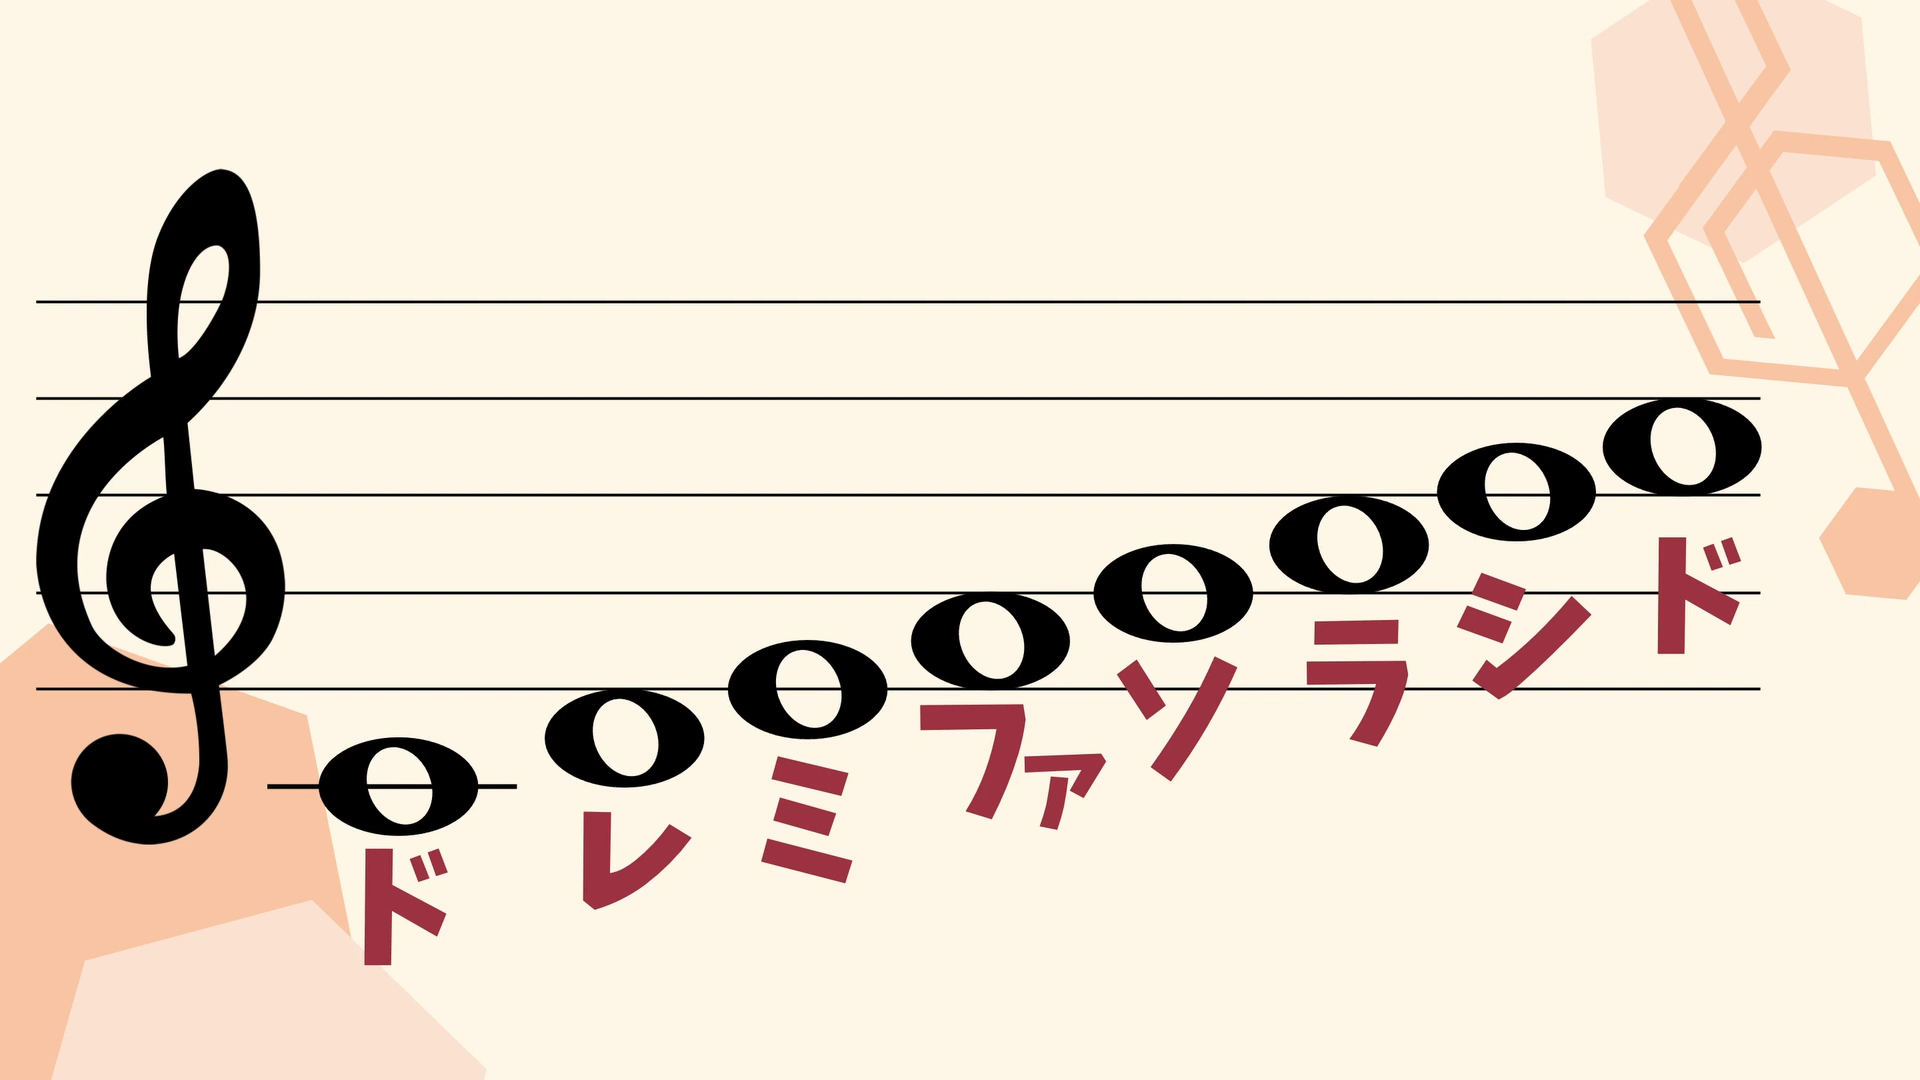 ド レ ミ ファ ソ ラ シ ド